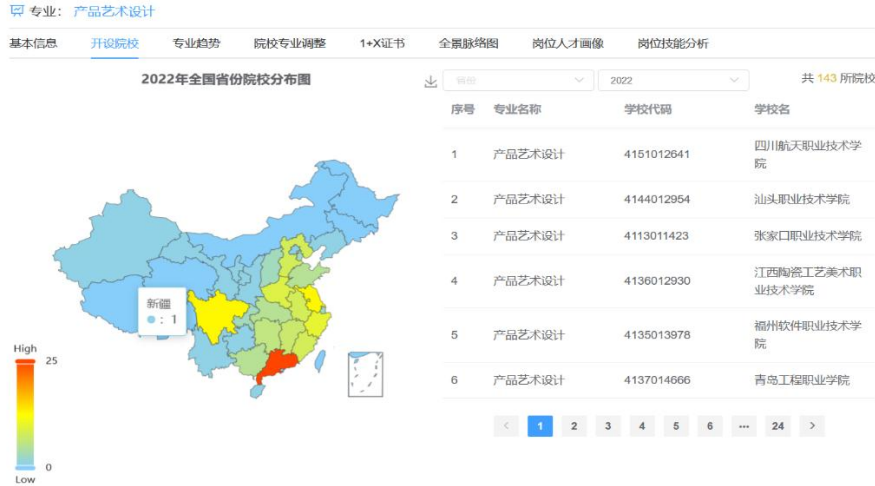 专业： 产品艺术设计
基本信息 开设院校 专业趋势 院校专业调整 1+X证书 全景脉络图 岗位人才画像 岗位技能分析
2022年全国省份院校分布图
省份 2022 共 143 所院校
序号 专业名称 学校代码 学校名
1 产品艺术设计 4151012641 四川航天职业技术学
院
2 产品艺术设计 4144012954 汕头职业技术学院
3 产品艺术设计 4113011423 张家口职业技术学院
4 产品艺术设计 4136012930 江西陶瓷工艺美术职
业技术学院
5 产品艺术设计 4135013978 福州软件职业技术学
院
6 产品艺术设计 4137014666 青岛工程职业学院
新疆
: 1
High
25
0
Low
< 1 2 3 4 5 6 ••• 24 >